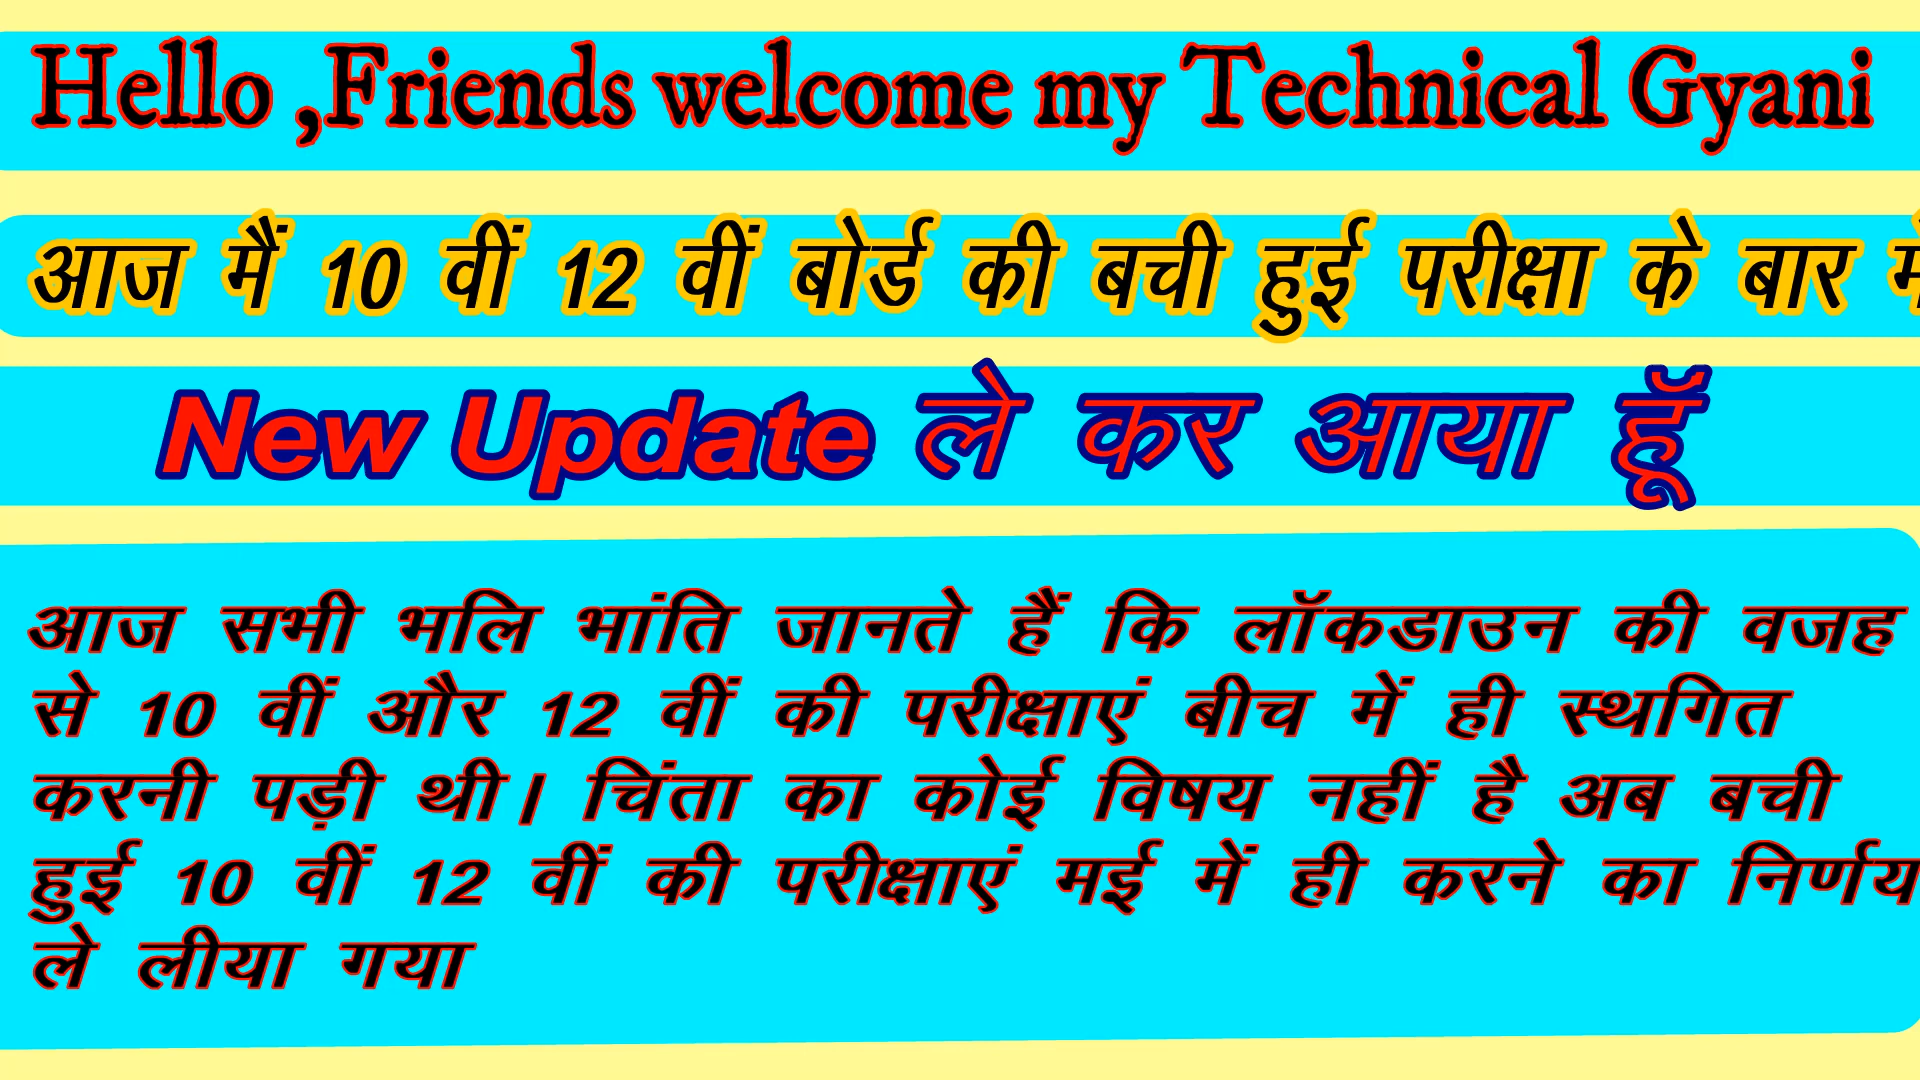 Hello ,Friends welcome my Technical Gyani
आज मैं 10 वीं 12 वीं बोर्ड की बची हुई परीक्षा के बार
New Update ले कर आया हूॅं
आज सभी भलि भांति जानते हैं कि लॉकडाउन की वजह
से 10 वीं और 12 वीं की परीक्षाएं बीच में ही स्थगित
करनी पड़ी थी। चिंता का कोई विषय नहीं है अब बची
हुई 10 वीं 12 वीं की परीक्षाएं मई में ही करने का निर्णय
ले लीया गया